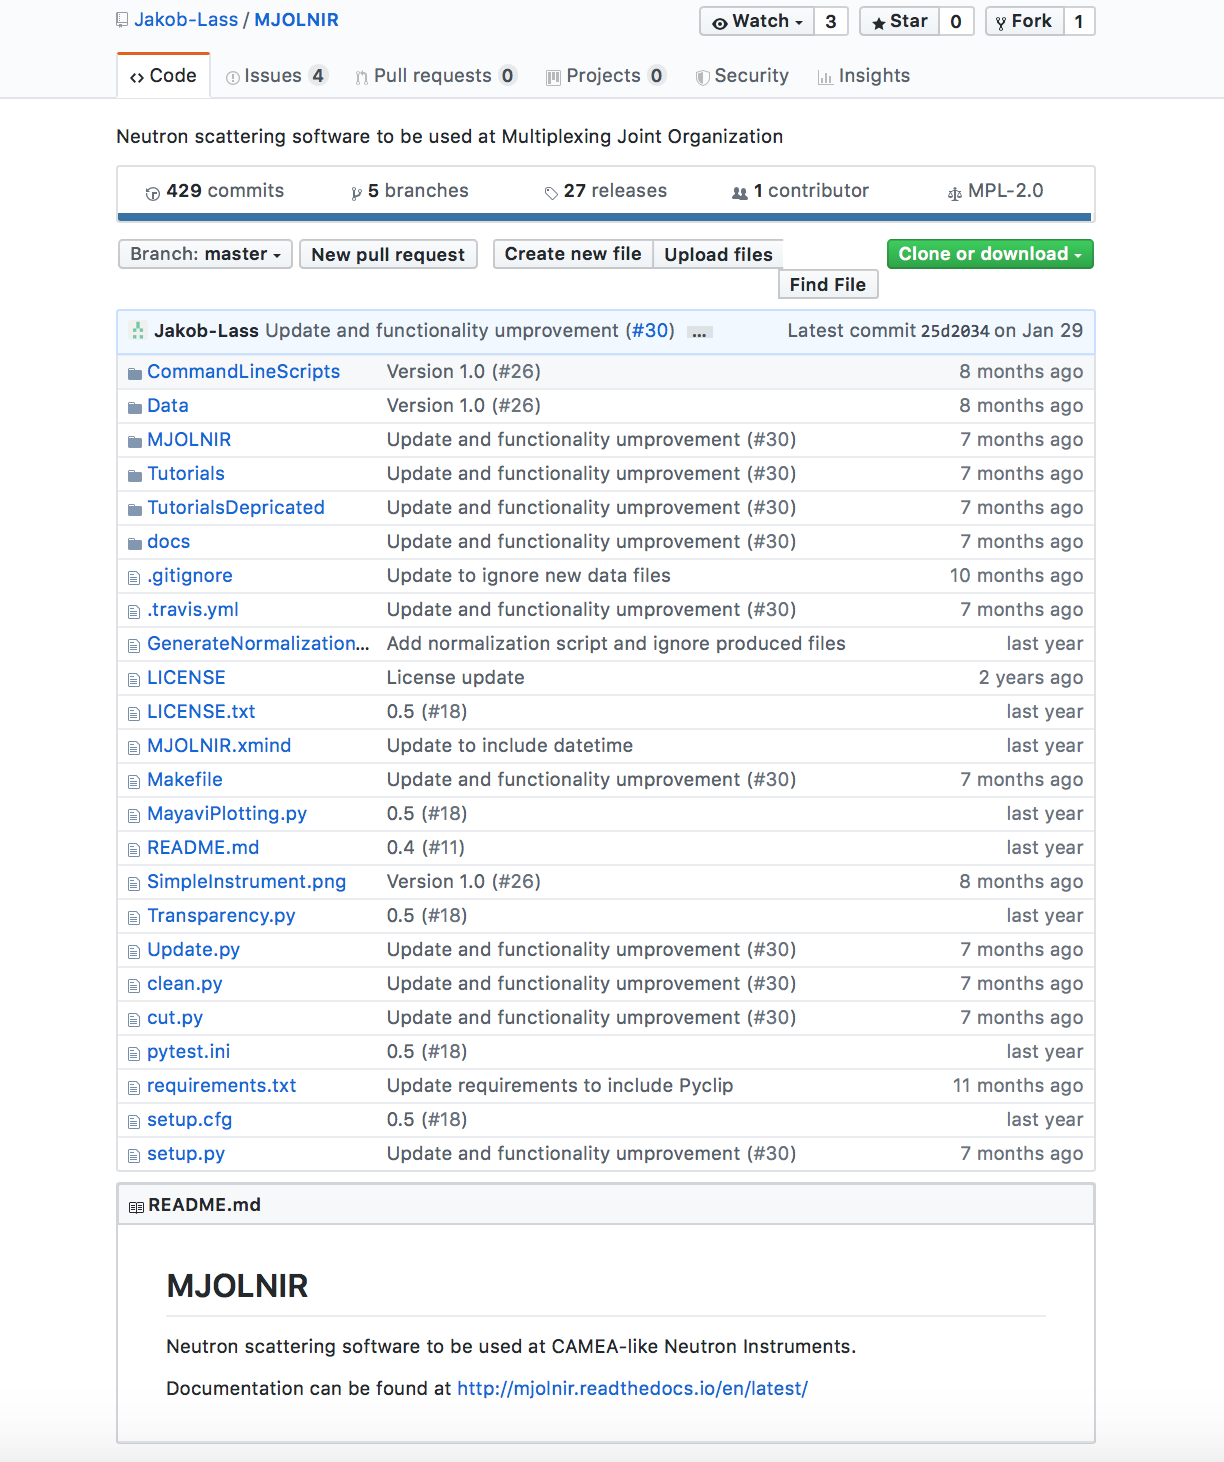 Jakob-Lass / MJOLNIR Watch 3 Star 0 Fork 1
Code Issues 4 Pull requests 0 Projects 0 Security Insights
Neutron scattering software to be used at Multiplexing Joint Organization
429 commits 5 branches 27 releases 1 contributor MPL-2.0
Branch: master New pull request Create new file Upload files Clone or download
Find File
Jakob-Lass Update and functionality umprovement (#30) ... Latest commit 25d2034 on Jan 29
CommandLineScripts Version 1.0 (#26) 8 months ago
Data Version 1.0 (#26) 8 months ago
MJOLNIR Update and functionality umprovement (#30) 7 months ago
Tutorials Update and functionality umprovement (#30) 7 months ago
TutorialsDepricated Update and functionality umprovement (#30) 7 months ago
docs Update and functionality umprovement (#30) 7 months ago
.gitignore Update to ignore new data files 10 months ago
.travis.yml Update and functionality umprovement (#30) 7 months ago
GenerateNormalization... Add normalization script and ignore produced files last year
LICENSE License update 2 years ago
LICENSE.txt 0.5 (#18) last year
MJOLNIR.xmind Update to include datetime last year
Makefile Update and functionality umprovement (#30) 7 months ago
MayaviPlotting.py 0.5 (#18) last year
README.md 0.4 (#11) last year
SimpleInstrument.png Version 1.0 (#26) 8 months ago
Transparency.py 0.5 (#18) last year
Update.py Update and functionality umprovement (#30) 7 months ago
clean.py Update and functionality umprovement (#30) 7 months ago
cut.py Update and functionality umprovement (#30) 7 months ago
pytest.ini 0.5 (#18) last year
requirements.txt Update requirements to include Pyclip 11 months ago
setup.cfg 0.5 (#18) last year
setup.py Update and functionality umprovement (#30) 7 months ago
README.md
MJOLNIR
Neutron scattering software to be used at CAMEA-like Neutron Instruments.
Documentation can be found at http://mjolnir.readthedocs.io/en/latest/